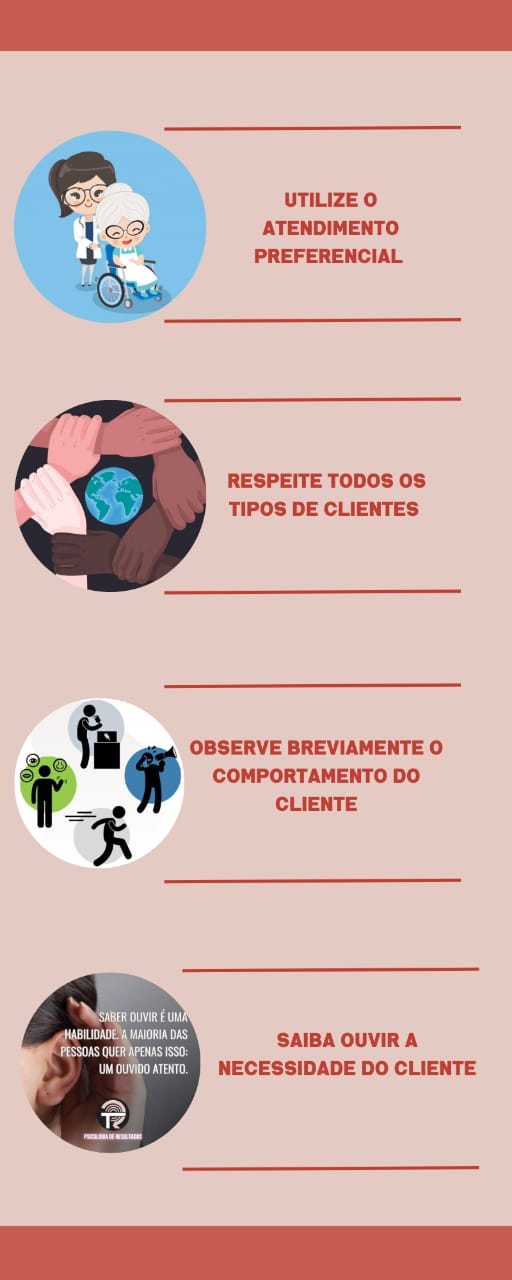 UTILIZE O
ATENDIMENTO
PREFERENCIAL
RESPEITE TODOS OS
TIPOS DE CLIENTES
OBSERVE BREVIAMENTE O
COMPORTAMENTO DO
CLIENTE
SABER OUVIR É UMA
HABILIDADE. A MAIORIA DAS
PESSOAS QUER APENAS ISSO:
UM OUVIDO ATENTO.
PSICOLOGIA DE RESULTADOS
SAIBA OUVIR A
NECESSIDADE DO CLIENTE